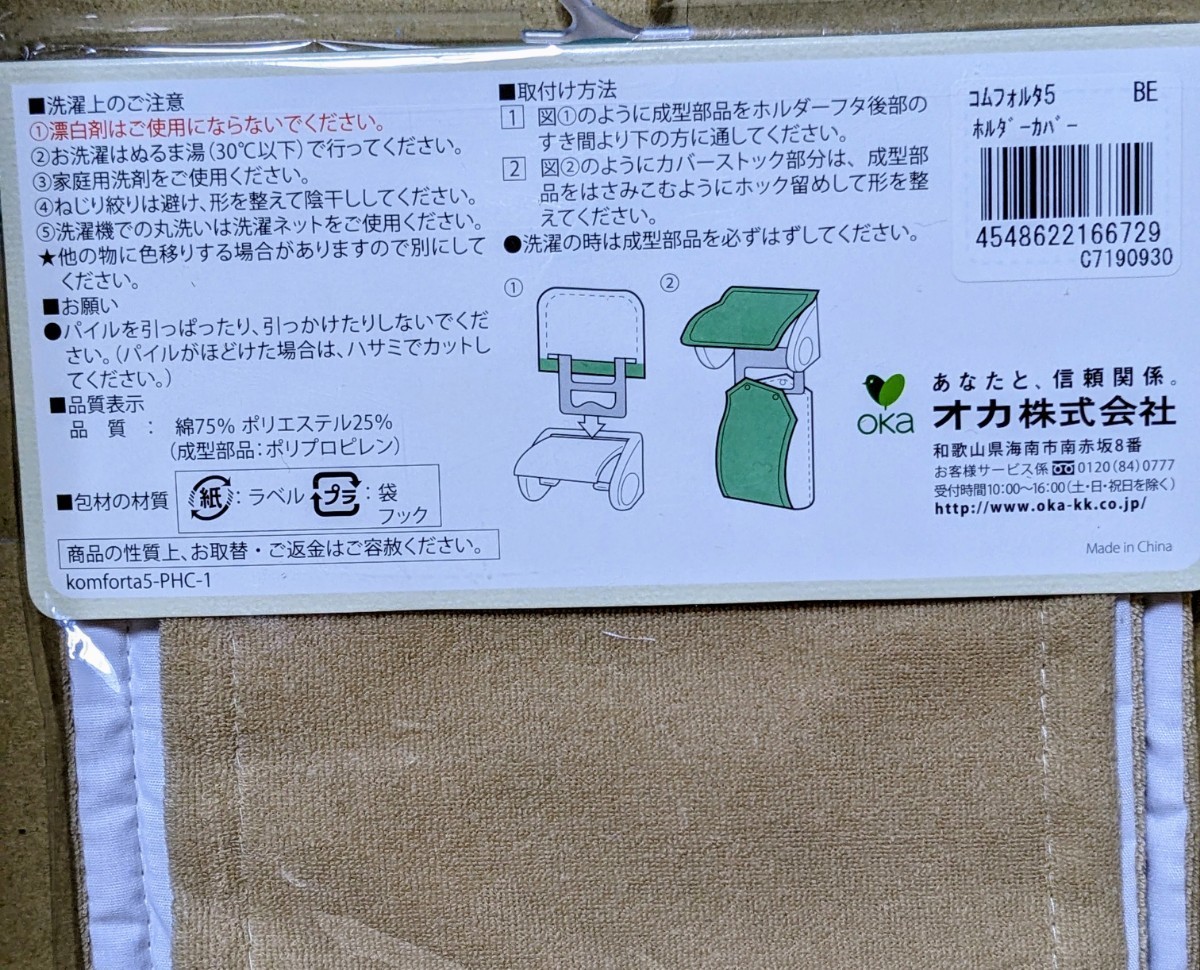 ■洗濯上のご注意
①漂白剤はご使用にならないでください。
②お洗濯はぬるま湯(30℃以下)で行ってください。
③家庭用洗剤をご使用ください。
④ねじり絞りは避け、形を整えて陰干ししてください。
⑤洗濯機での丸洗いは洗濯ネットをご使用ください。
★他の物に色移りする場合がありますので別にして
ください。
■お願い
●パイルを引っぱったり、引っかけたりしないでくだ
さい。(パイルがほどけた場合は、ハサミでカットし
てください。)
■品質表示
品 質 : 綿75% ポリエステル25%
(成型部品:ポリプロピレン)
■包材の材質 紙:ラベル プラ:袋
フック
商品の性質上、お取替・ご返金はご容赦ください。
komforta5-PHC-1
■取付け方法
1 図①のように成型部品をホルダーフタ後部の
すき間より下の方に通してください。
2 図②のようにカバーストック部分は、成型部
品をはさみこむようにホック留めして形を整
えてください。
●洗濯の時は成型部品を必ずはずしてください。
① ②
コムフォルタ5 BE
ホルダーカバー
4548622166729
C7190930
oka
あなたと、信頼関係。
オカ株式会社
和歌山県海南市南赤坂8番
お客様サービス係 0120(84)0777
受付時間10:00〜16:00(土・日・祝日を除く)
http://www.oka-kk.co.jp/
Made in China